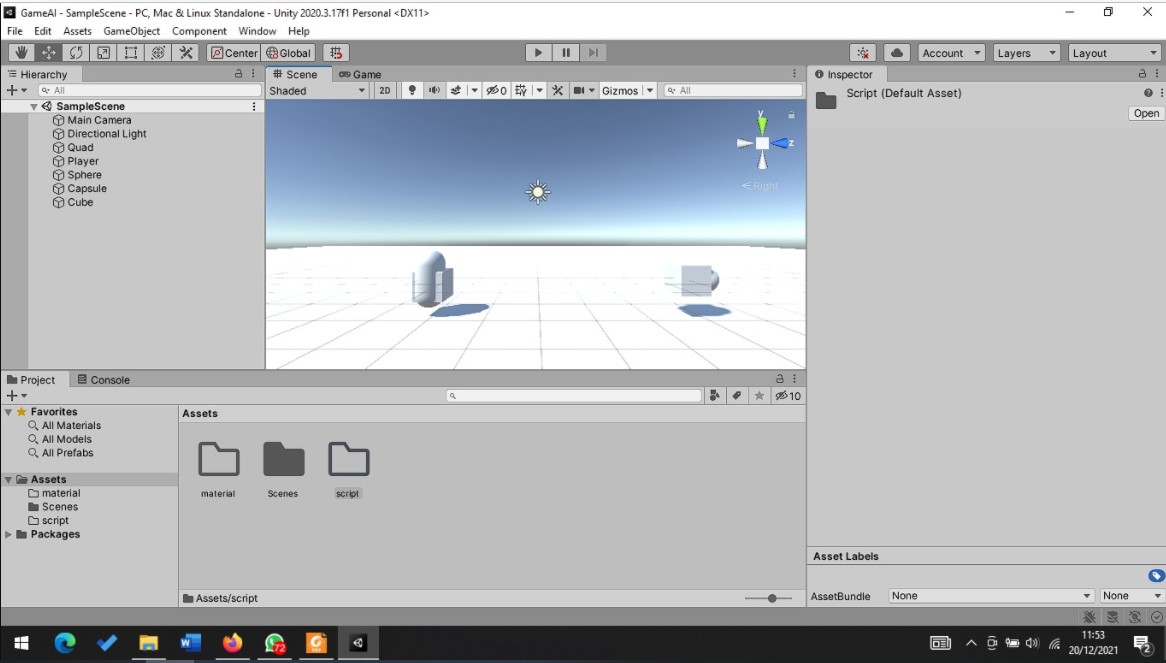 GameAI - SampleScene - PC, Mac & Linux Standalone - Unity 2020.3.17f1 Personal <DX11>
File Edit Assets GameObject Component Window Help
Center Global Account Layers Layout
Hierarchy
All
SampleScene
Main Camera
Directional Light
Quad
Player
Sphere
Capsule
Cube
Scene Game
Shaded 2D 0 Gizmos All
y
z
Right
Inspector
Script (Default Asset)
Open
Project Console
10
Favorites
All Materials
All Models
All Prefabs
Assets
material
Scenes
script
Packages
Assets
material Scenes script
Assets/script
Asset Labels
AssetBundle None None
72
11:53
20/12/2021
2